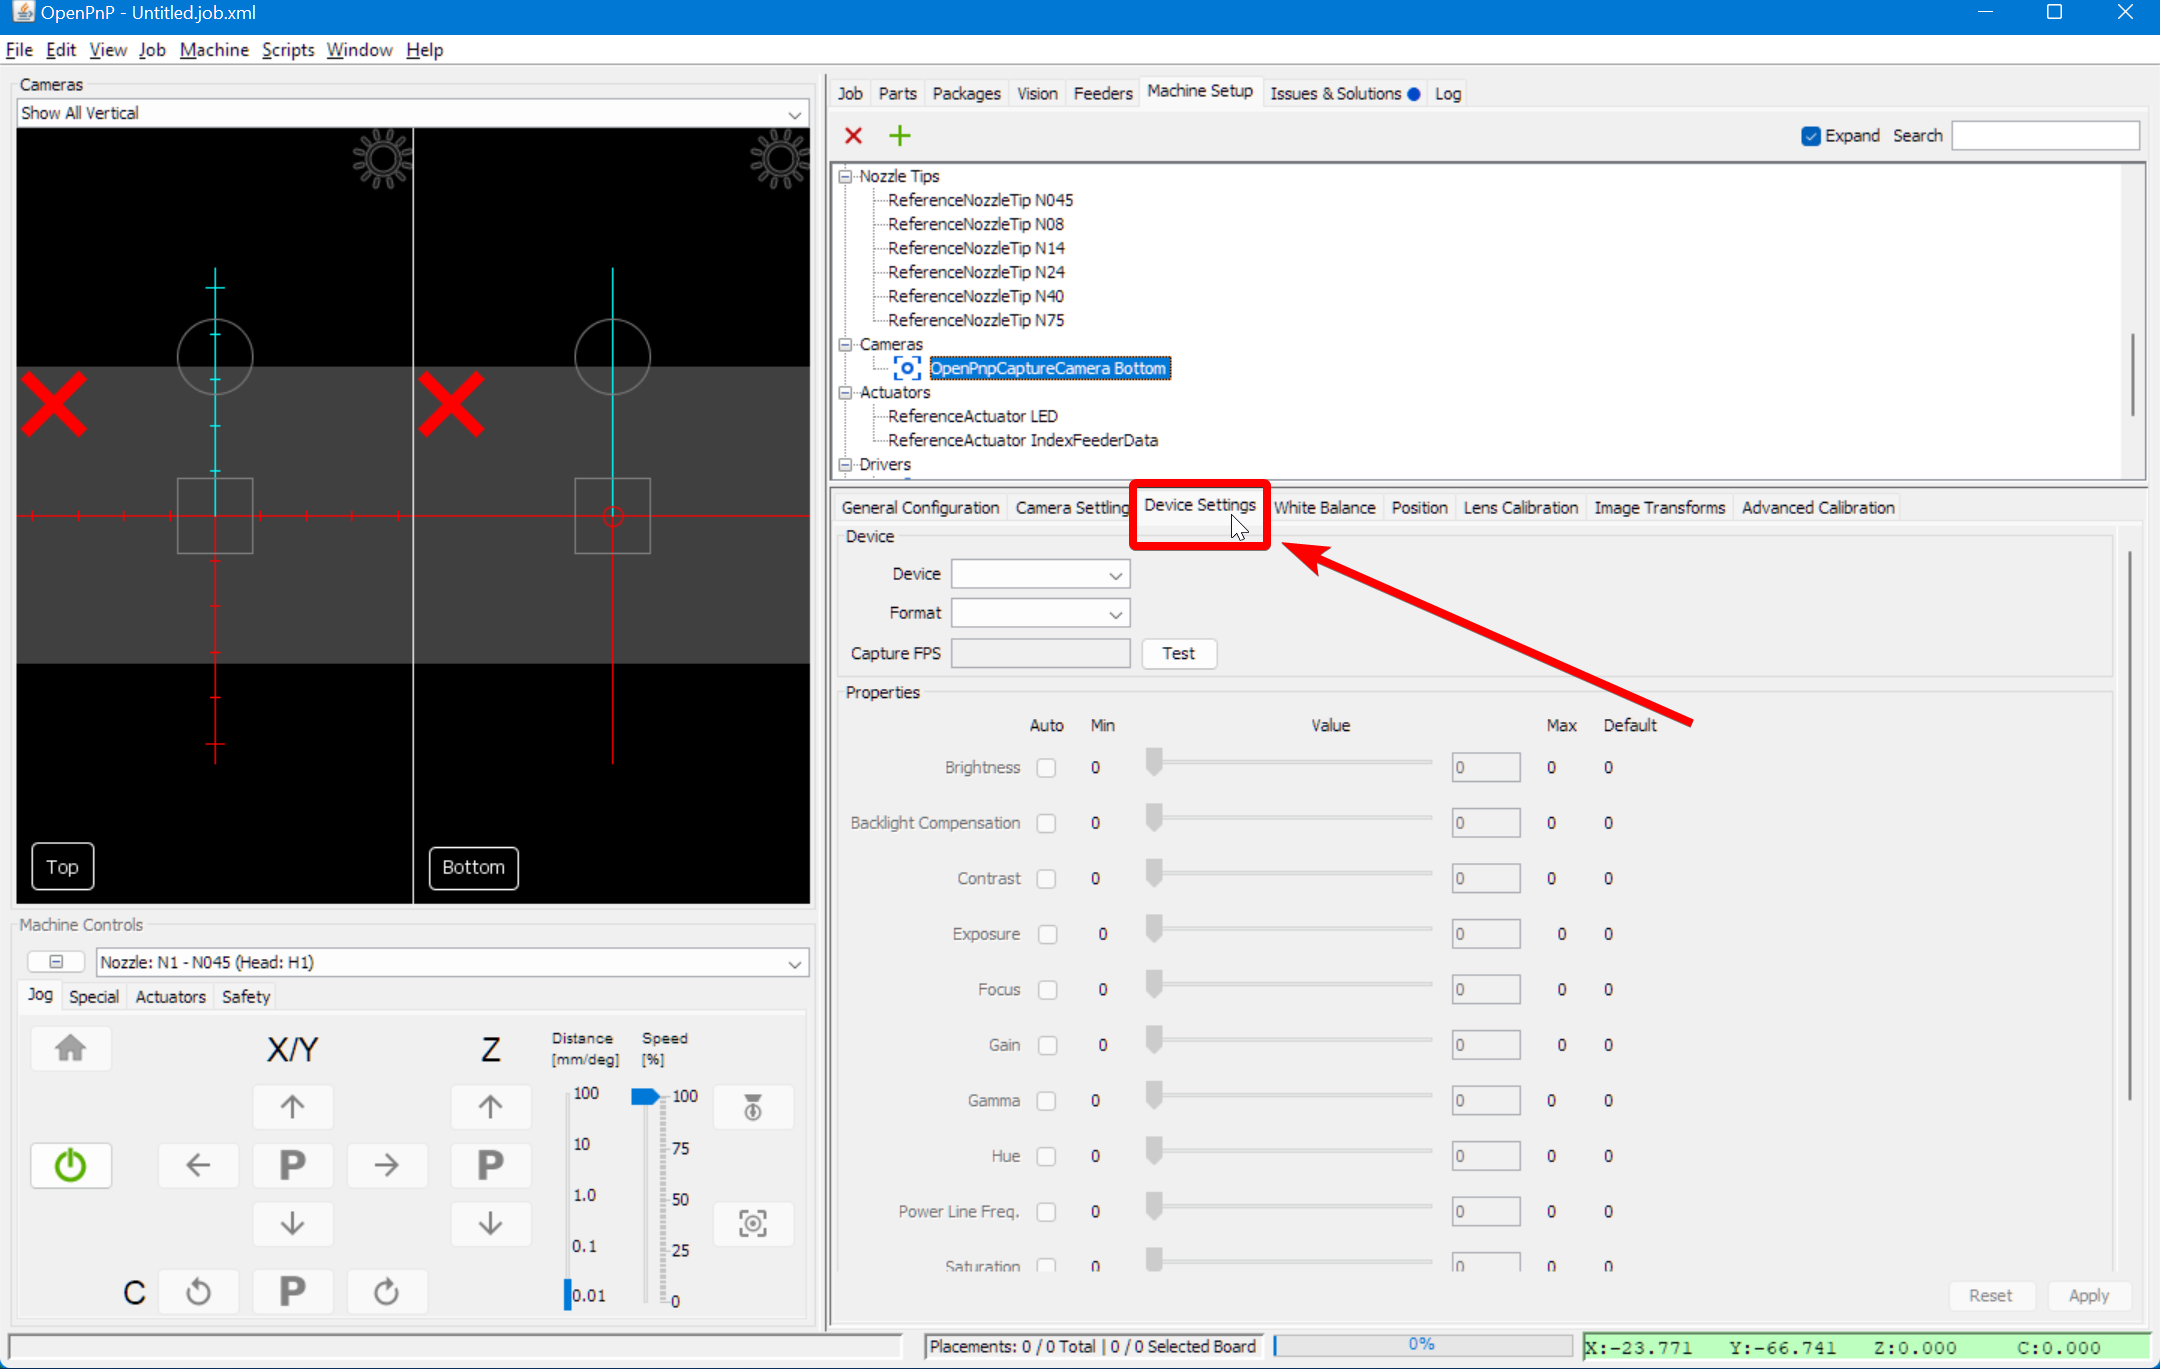 OpenPnP - Untitled.job.xml
File Edit View Job Machine Scripts Window Help
Cameras
Show All Vertical
Top
Bottom
Machine Controls
Nozzle: N1 - N045 (Head: H1)
Jog Special Actuators Safety
X/Y
Z
Distance
[mm/deg]
Speed
[%]
100
10
1.0
0.1
0.01
100
75
50
25
0
P
P
C
P
Job Parts Packages Vision Feeders Machine Setup Issues & Solutions Log
Expand Search
Nozzle Tips
ReferenceNozzleTip N045
ReferenceNozzleTip N08
ReferenceNozzleTip N14
ReferenceNozzleTip N24
ReferenceNozzleTip N40
ReferenceNozzleTip N75
Cameras
OpenPnpCaptureCamera Bottom
Actuators
ReferenceActuator LED
ReferenceActuator IndexFeederData
Drivers
General Configuration Camera Settling Device Settings White Balance Position Lens Calibration Image Transforms Advanced Calibration
Device
Device
Format
Capture FPS Test
Properties
Auto Min Value Max Default
Brightness 0 0 0 0
Backlight Compensation 0 0 0 0
Contrast 0 0 0 0
Exposure 0 0 0 0
Focus 0 0 0 0
Gain 0 0 0 0
Gamma 0 0 0 0
Hue 0 0 0 0
Power Line Freq. 0 0 0 0
Saturation 0 0 0 0
Reset Apply
Placements: 0 / 0 Total | 0 / 0 Selected Board
0%
X:-23.771 Y:-66.741 Z:0.000 C:0.000